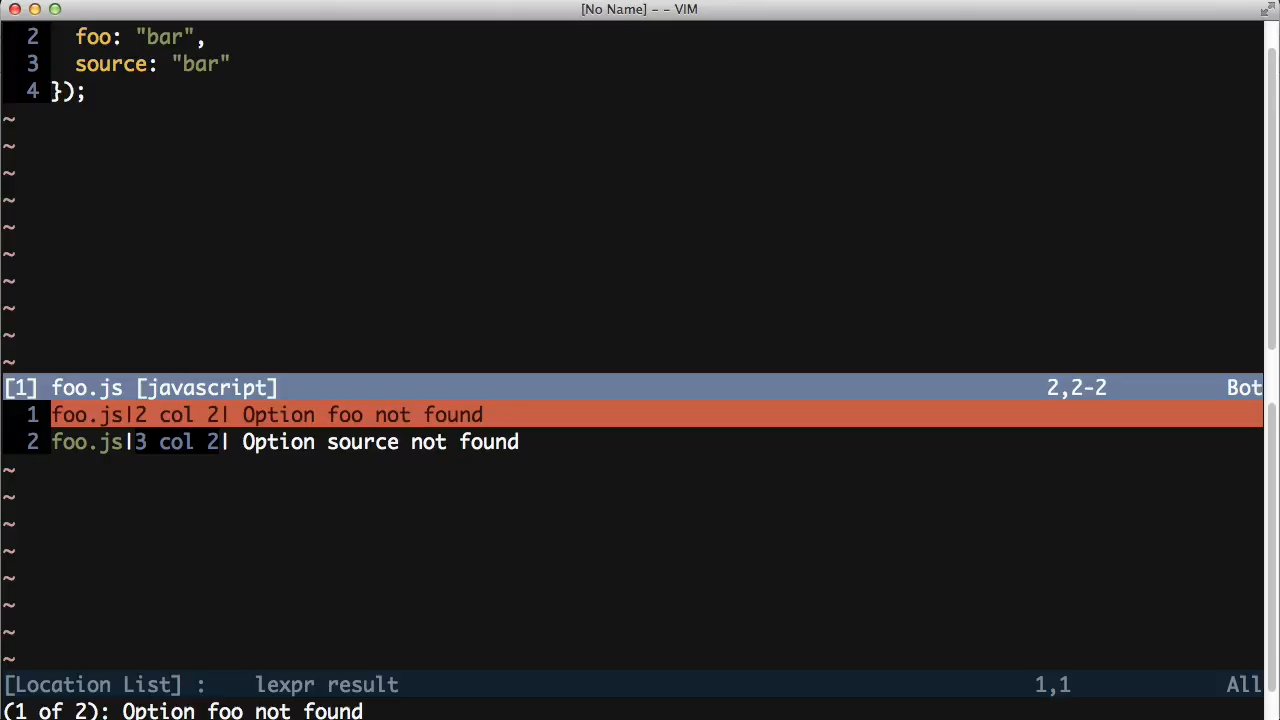 [No Name] – – VIM
2 foo: "bar",
3 source: "bar"
4 });
~
~
~
~
~
~
~
~
~
~
[1] foo.js [javascript] 2,2-2 Bot
1 foo.js|2 col 2| Option foo not found
2 foo.js|3 col 2| Option source not found
~
~
~
~
~
~
~
~
[Location List] : lexpr result 1,1 All
(1 of 2): Option foo not found